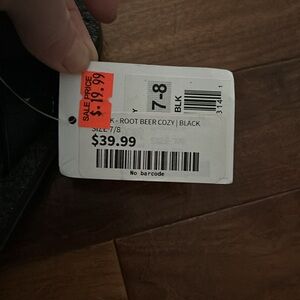 SALE PRICE
$19.99
Y
7-8
BLK
K - ROOT BEER COZY | BLACK
SIZE 7/8
$39.99
No barcode